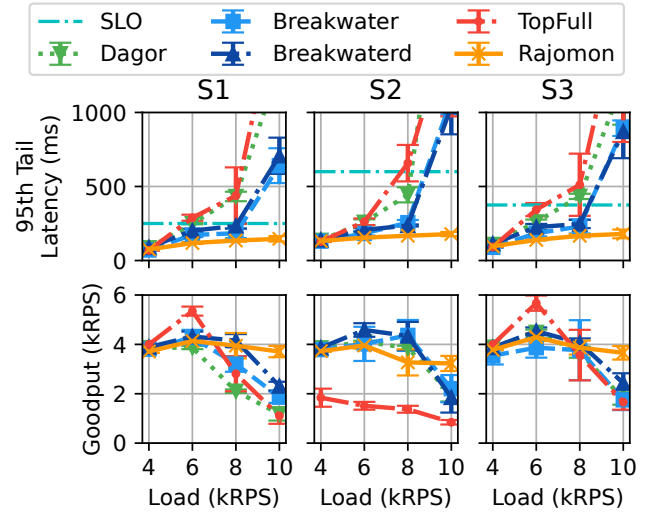 SLO
Breakwater
TopFull
Dagor
Breakwaterd
Rajomon
S1
S2
S3
95th Tail
Latency (ms)
1000
500
0
Goodput (kRPS)
6
4
2
0
4 6 8 10
4 6 8 10
4 6 8 10
Load (kRPS)
Load (kRPS)
Load (kRPS)